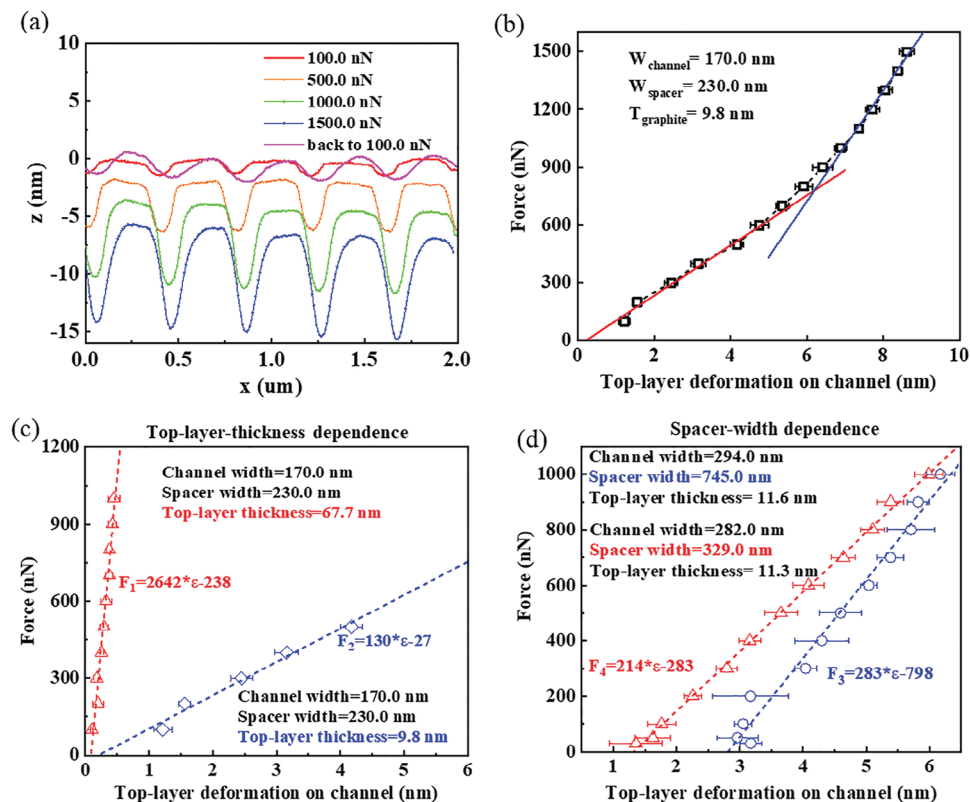 (a)
10
5
0
-5
-10
-15
z (nm)
100.0 nN
500.0 nN
1000.0 nN
1500.0 nN
back to 100.0 nN
0.0
0.5
1.0
1.5
2.0
x (um)
(b)
1500
1200
900
600
300
0
Force (nN)
W_channel= 170.0 nm
W_spacer= 230.0 nm
T_graphite= 9.8 nm
0
2
4
6
8
10
Top-layer deformation on channel (nm)
(c)
Top-layer-thickness dependence
1200
900
600
300
0
Force (nN)
Channel width=170.0 nm
Spacer width=230.0 nm
Top-layer thickness=67.7 nm
F₁=2642*ε-238
F₂=130*ε-27
Channel width=170.0 nm
Spacer width=230.0 nm
Top-layer thickness=9.8 nm
0
1
2
3
4
5
6
Top-layer deformation on channel (nm)
(d)
Spacer-width dependence
1000
800
600
400
200
0
Force (nN)
Channel width=294.0 nm
Spacer width=745.0 nm
Top-layer thickness= 11.6 nm
Channel width=282.0 nm
Spacer width=329.0 nm
Top-layer thickness= 11.3 nm
F₄=214*ε-283
F₃=283*ε-798
1
2
3
4
5
6
Top-layer deformation on channel (nm)